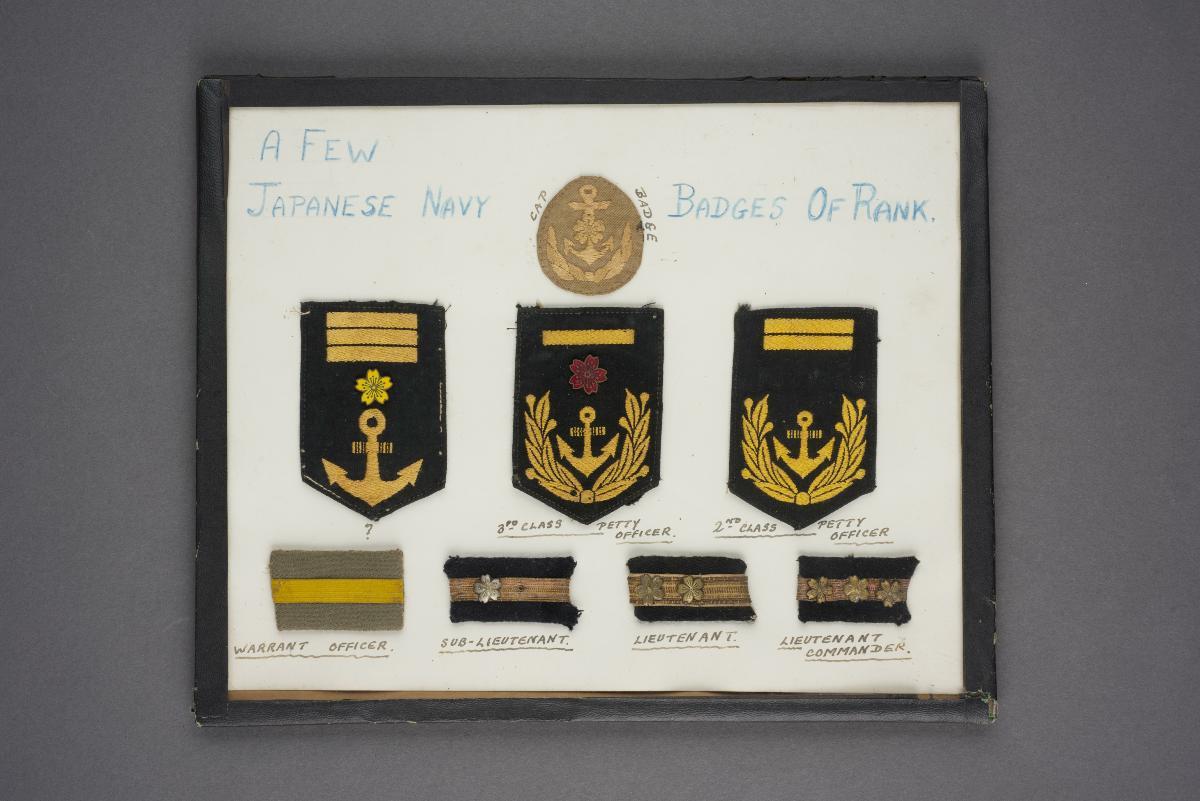 A FEW
JAPANESE NAVY
CAP BADGE
BADGES OF RANK.
?
3RD CLASS PETTY OFFICER.
2ND CLASS PETTY OFFICER
WARRANT OFFICER.
SUB-LIEUTENANT.
LIEUTENANT.
LIEUTENANT
COMMANDER.